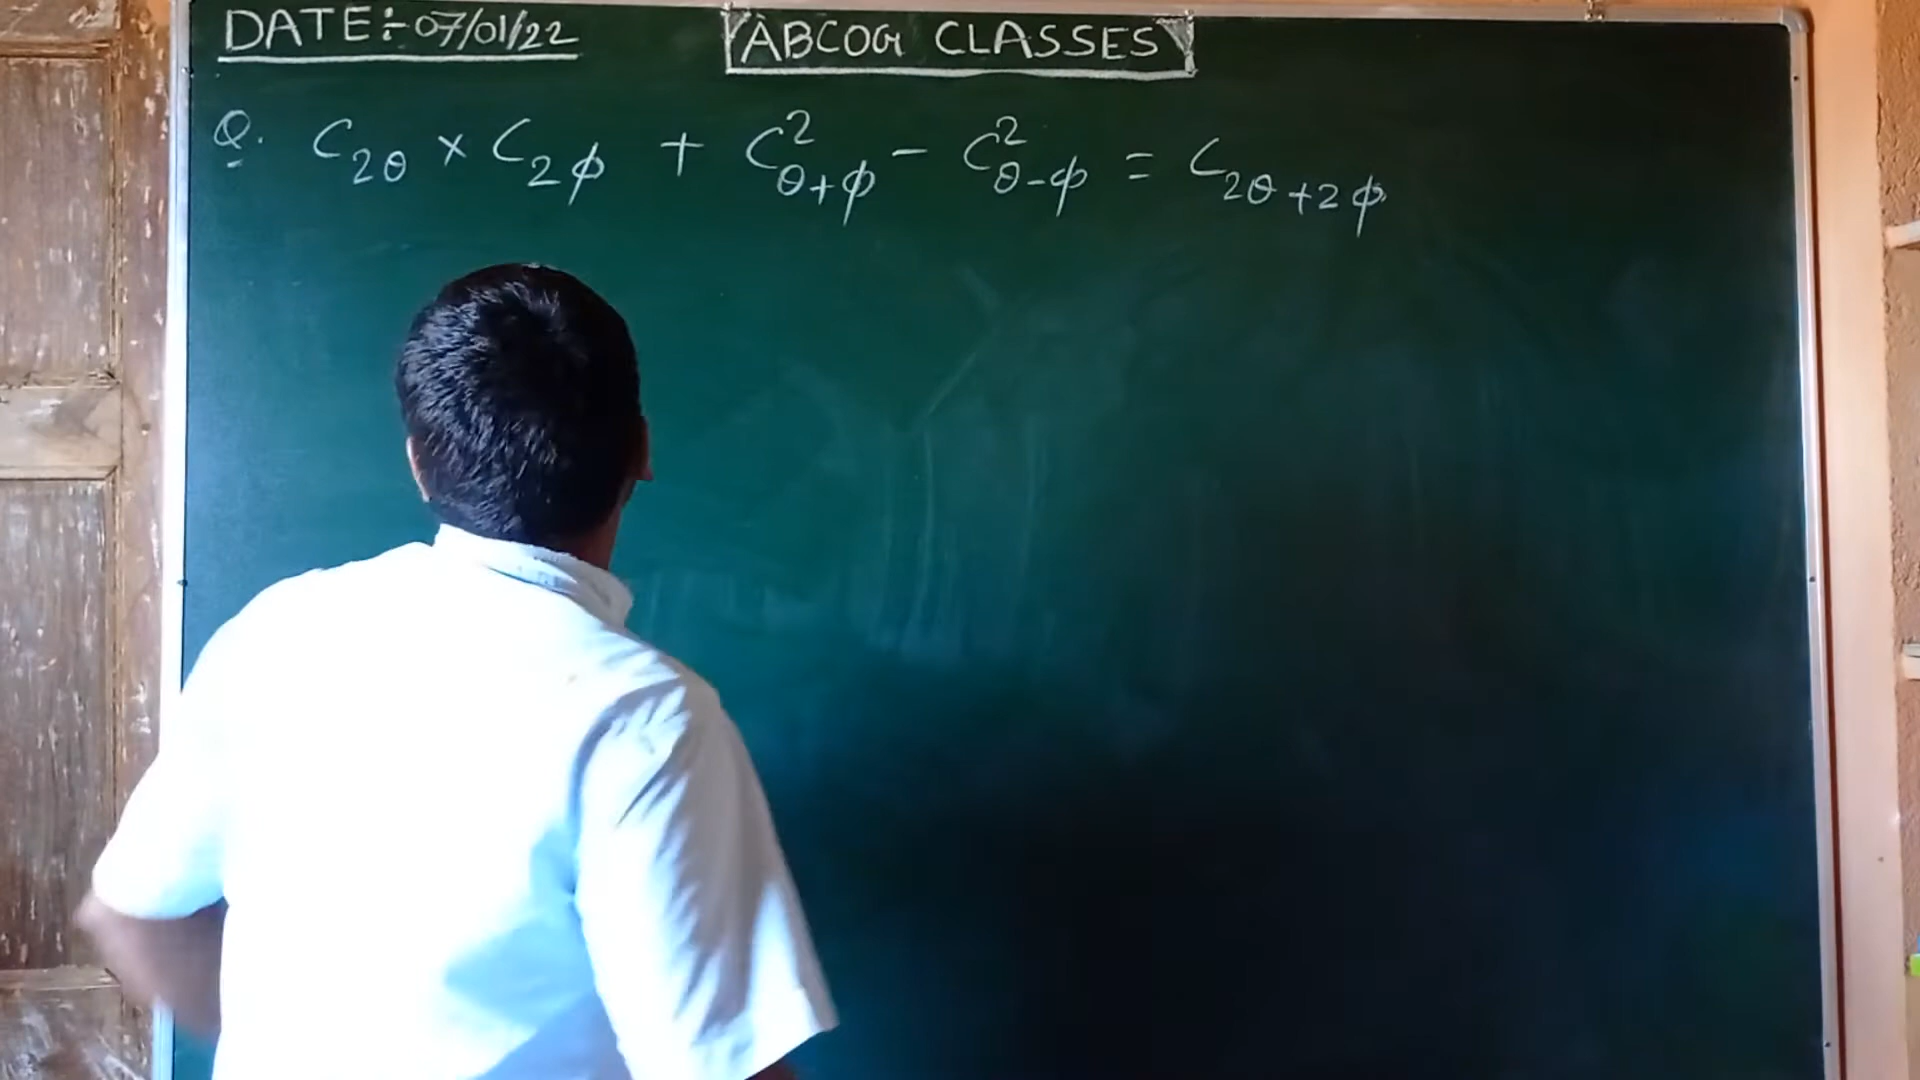 DATE:- 07/01/22
ABCOG CLASSES
Q. C₂θ × C₂ϕ + C²θ+ϕ - C²θ-ϕ = C₂θ+₂ϕ